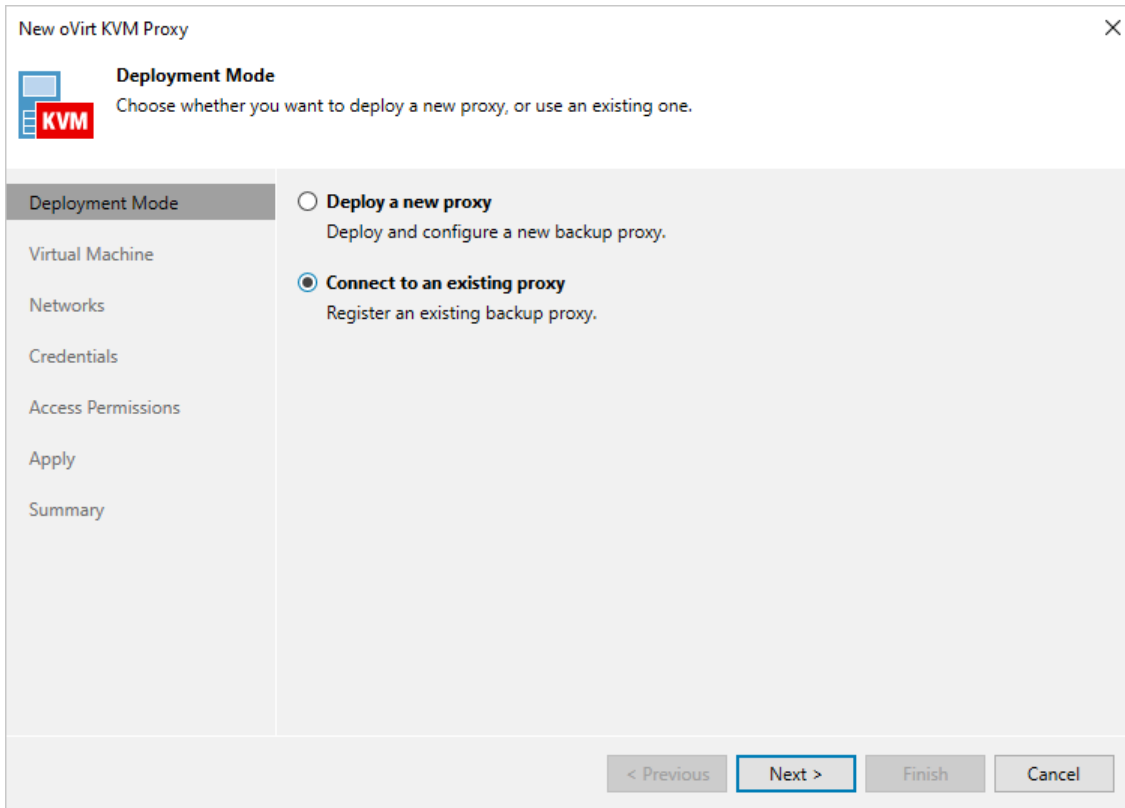 New oVirt KVM Proxy
Deployment Mode
Choose whether you want to deploy a new proxy, or use an existing one.
KVM
Deployment Mode
Virtual Machine
Networks
Credentials
Access Permissions
Apply
Summary
Deploy a new proxy
Deploy and configure a new backup proxy.
Connect to an existing proxy
Register an existing backup proxy.
< Previous
Next >
Finish
Cancel